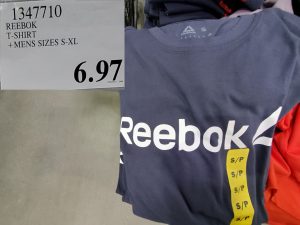 1347710
REEBOK
T-SHIRT
+MENS SIZES S-XL
6.97
Reebok
S/P
S/P
S/P
S/P
S/P